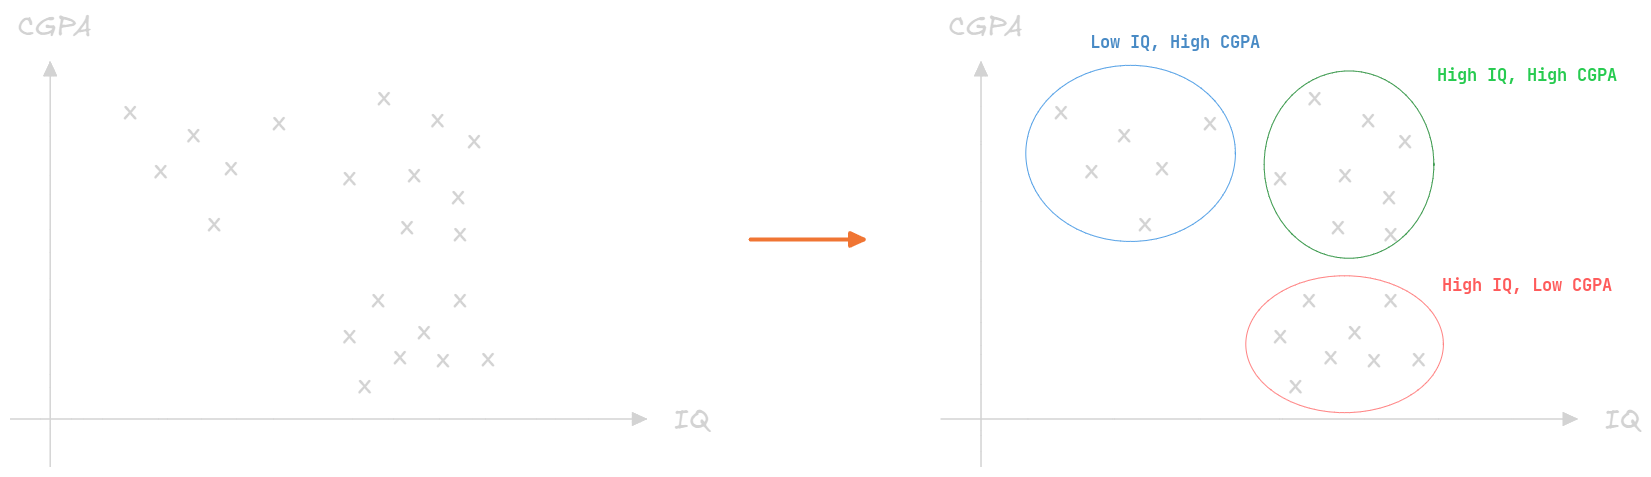 CGPA
IQ
CGPA
Low IQ, High CGPA
High IQ, High CGPA
High IQ, Low CGPA
IQ